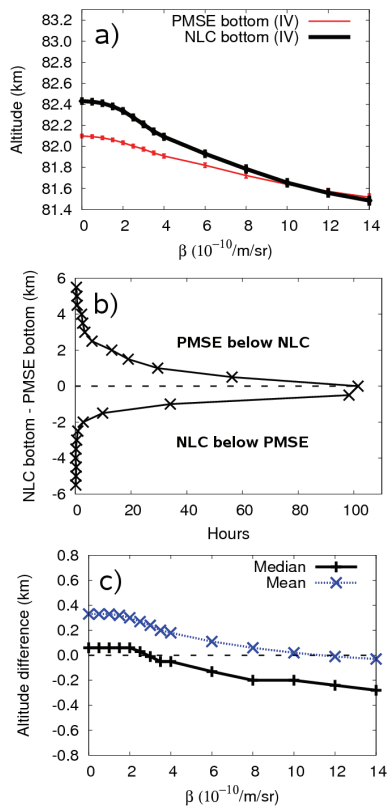 a)
PMSE bottom (IV)
NLC bottom (IV)
83.2
83.0
82.8
82.6
82.4
82.2
82.0
81.8
81.6
81.4
Altitude (km)
0 2 4 6 8 10 12 14
β (10⁻¹⁰/m/sr)
b)
6
4
2
0
-2
-4
-6
NLC bottom - PMSE bottom (km)
PMSE below NLC
NLC below PMSE
0 20 40 60 80 100
Hours
c)
Median
Mean
0.8
0.6
0.4
0.2
0.0
-0.2
-0.4
-0.6
-0.8
Altitude difference (km)
0 2 4 6 8 10 12 14
β (10⁻¹⁰/m/sr)